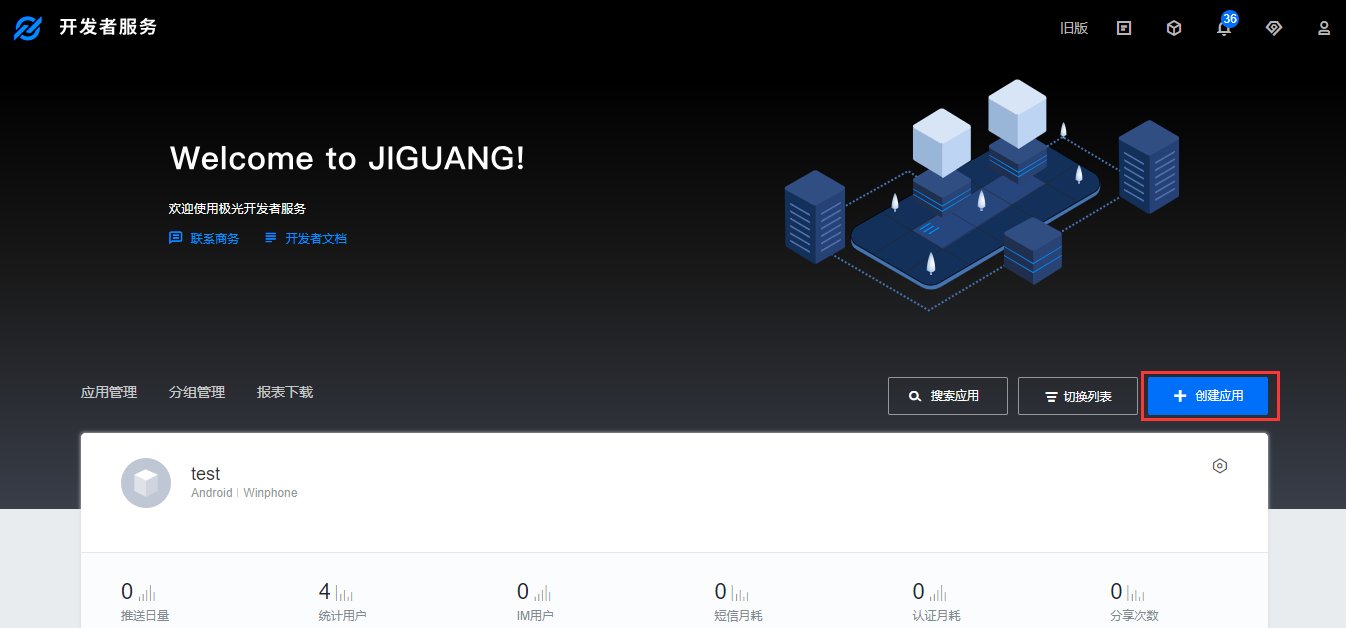 开发者服务
旧版
36
Welcome to JIGUANG!
欢迎使用极光开发者服务
联系商务 开发者文档
应用管理 分组管理 报表下载 搜索应用 切换列表 创建应用
test
Android | Winphone
0 4 0 0 0 0
推送日量 统计用户 IM用户 短信月耗 认证月耗 分享次数